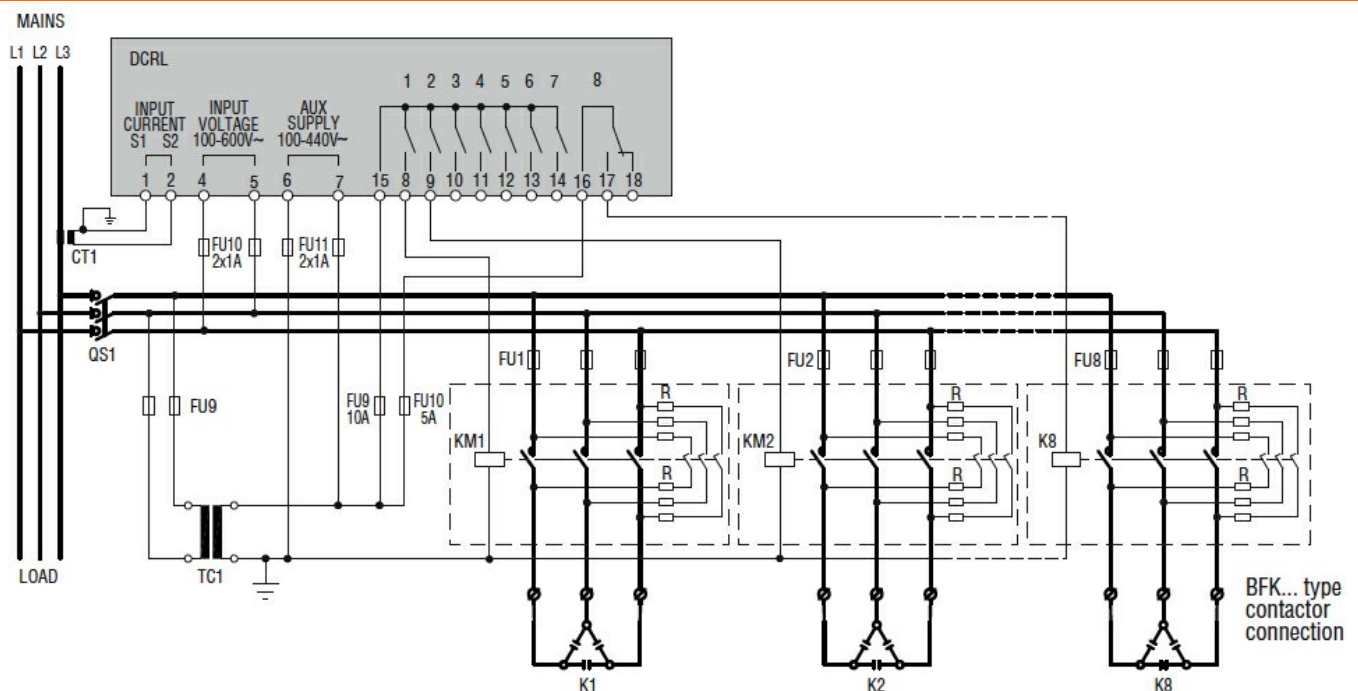 MAINS
L1 L2 L3
DCRL
1 2 3 4 5 6 7 8
INPUT CURRENT
S1 S2
INPUT VOLTAGE
100-600V~
AUX SUPPLY
100-440V~
1 2 4 5 6 7 15 8 9 10 11 12 13 14 16 17 18
CT1
FU10
2x1A
FU11
2x1A
QS1
FU1
FU2
FU8
FU9
FU9
10A
FU10
5A
R
R
R
KM1
KM2
K8
R
R
R
LOAD
TC1
BFK... type
contactor
connection
K1
K2
K8